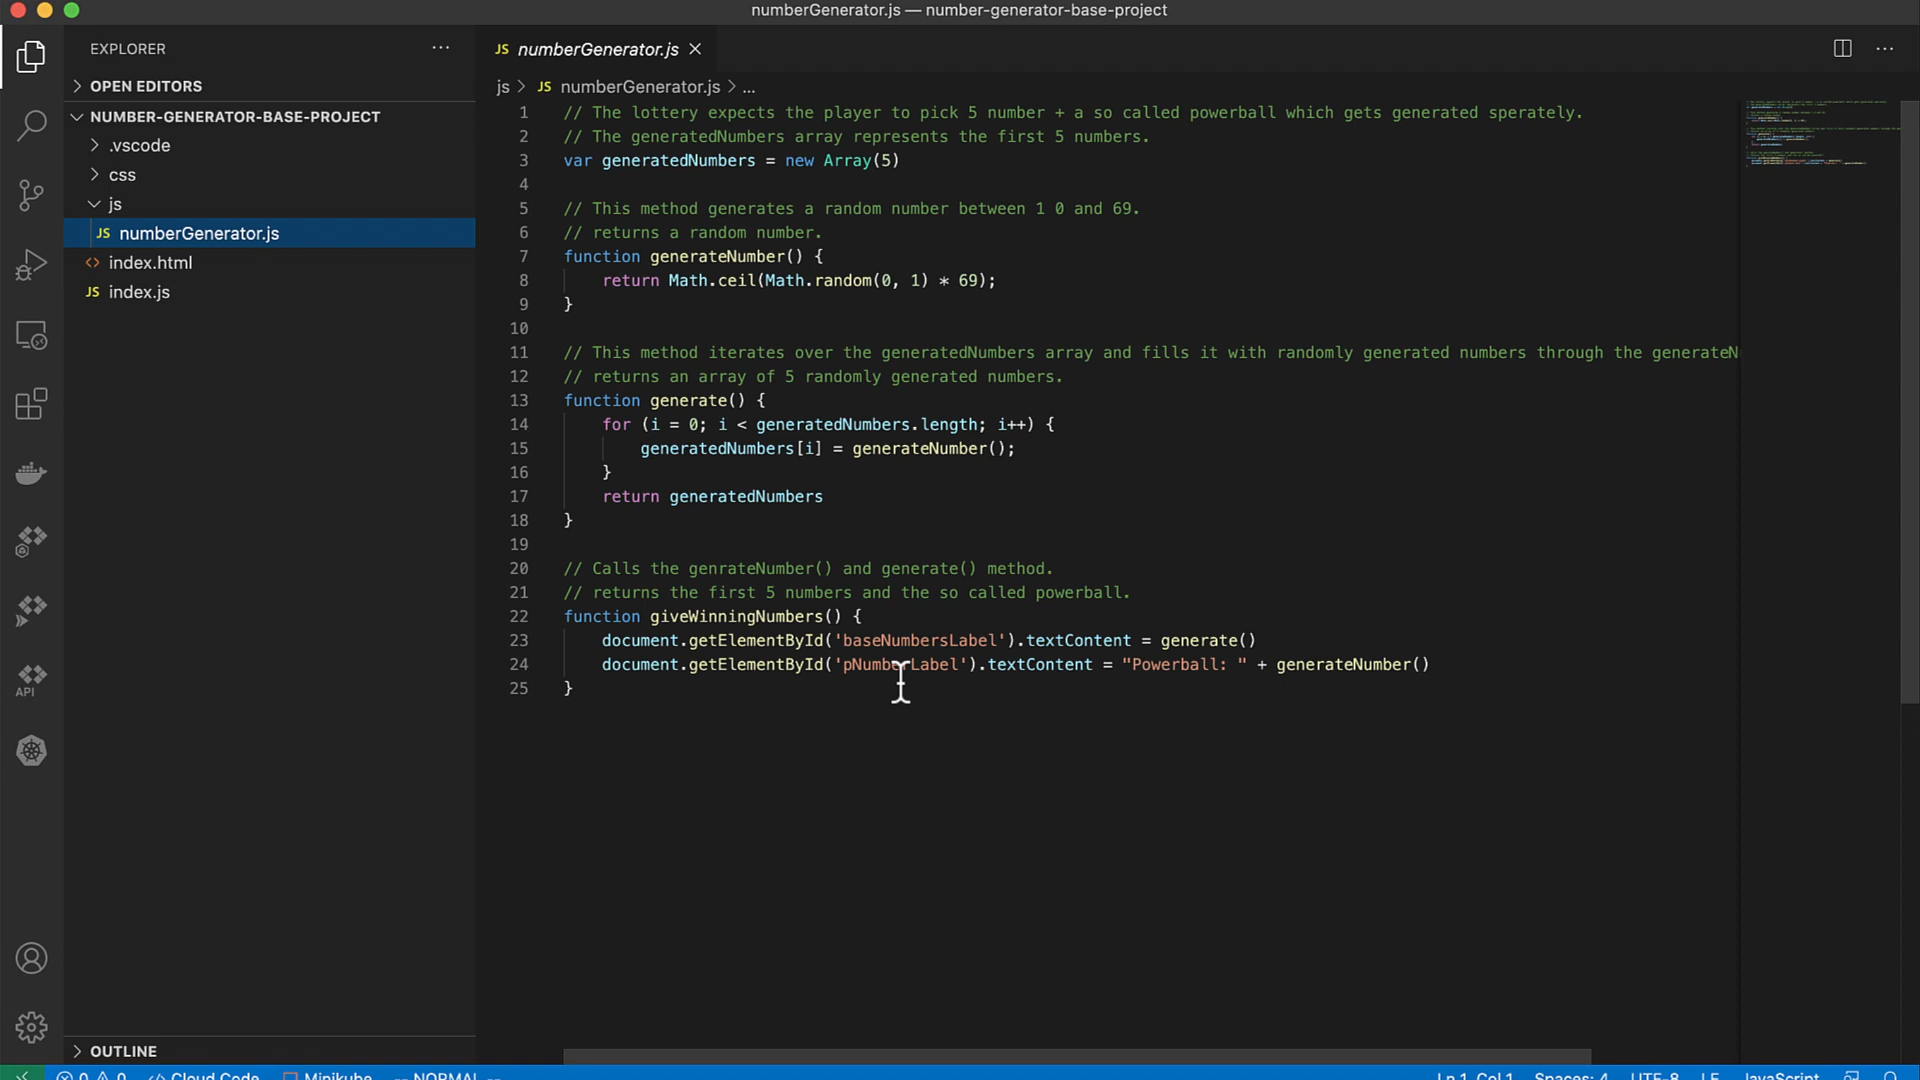 numberGenerator.js — number-generator-base-project
EXPLORER
OPEN EDITORS
NUMBER-GENERATOR-BASE-PROJECT
.vscode
css
js
JS numberGenerator.js
index.html
JS index.js
OUTLINE
API
JS numberGenerator.js
js > JS numberGenerator.js > ...
1 // The lottery expects the player to pick 5 number + a so called powerball which gets generated sperately.
2 // The generatedNumbers array represents the first 5 numbers.
3 var generatedNumbers = new Array(5)
4
5 // This method generates a random number between 1 0 and 69.
6 // returns a random number.
7 function generateNumber() {
8 return Math.ceil(Math.random(0, 1) * 69);
9 }
10
11 // This method iterates over the generatedNumbers array and fills it with randomly generated numbers through the generateN
12 // returns an array of 5 randomly generated numbers.
13 function generate() {
14 for (i = 0; i < generatedNumbers.length; i++) {
15 generatedNumbers[i] = generateNumber();
16 }
17 return generatedNumbers
18 }
19
20 // Calls the genrateNumber() and generate() method.
21 // returns the first 5 numbers and the so called powerball.
22 function giveWinningNumbers() {
23 document.getElementById('baseNumbersLabel').textContent = generate()
24 document.getElementById('pNumberLabel').textContent = "Powerball: " + generateNumber()
25 }
0 0 Cloud Code Minikube -- NORMAL -- Ln 1, Col 1 Spaces: 4 UTF-8 LF JavaScript